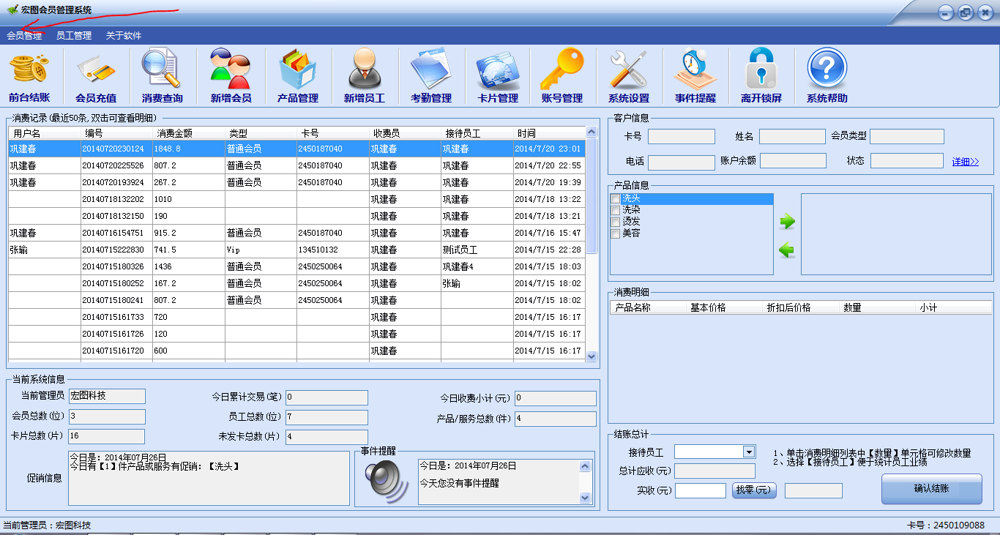 宏图会员管理系统
会员管理 员工管理 关于软件
前台结账 会员充值 消费查询 新增会员 产品管理 新增员工 考勤管理 卡片管理 账号管理 系统设置 事件提醒 离开锁屏 系统帮助
消费记录(最近50条,双击可查看明细)
用户名 编号 消费金额 类型 卡号 收费员 接待员工 时间
巩建春 20140720230124 1848.8 普通会员 2450187040 巩建春 巩建春 2014/7/20 23:01
巩建春 20140720225526 807.2 普通会员 2450187040 巩建春 巩建春 2014/7/20 22:55
巩建春 20140720193924 267.2 普通会员 2450187040 巩建春 巩建春 2014/7/20 19:39
20140718132202 1010 巩建春 巩建春 2014/7/18 13:22
20140718132150 190 巩建春 巩建春 2014/7/18 13:21
巩建春 20140716154751 915.2 普通会员 2450187040 巩建春 巩建春 2014/7/16 15:47
张瑜 20140715222830 741.5 Vip 134510132 巩建春 测试员工 2014/7/15 22:28
20140715180326 1436 普通会员 2450250064 巩建春 巩建春4 2014/7/15 18:03
20140715180252 167.2 普通会员 2450250064 巩建春 张瑜 2014/7/15 18:02
20140715180241 807.2 普通会员 2450250064 巩建春 2014/7/15 18:02
20140715161733 720 巩建春 2014/7/15 16:17
20140715161726 120 巩建春 2014/7/15 16:17
20140715161720 600 巩建春 2014/7/15 16:17
当前系统信息
当前管理员 宏图科技 今日累计交易(笔) 0 今日收费小计(元) 0
会员总数(位) 3 员工总数(位) 7 产品/服务总数(件) 4
卡片总数(片) 16 未发卡总数(片) 4
促销信息
今日是: 2014年07月26日
今日有【1】件产品或服务有促销: 【洗头】
事件提醒
今日是: 2014年07月26日
今天您没有事件提醒
客户信息
卡号 姓名 会员类型
电话 账户余额 状态 详细>>
产品信息
洗头
洗染
烫发
美容
消费明细
产品名称 基本价格 折扣后价格 数量 小计
结账总计
接待员工
总计应收(元)
实收(元) 找零(元)
1、单击消费明细列表中【数量】单元格可修改数量
2、选择【接待员工】便于统计员工业绩
确认结账
当前管理员:宏图科技 卡号:2450109088